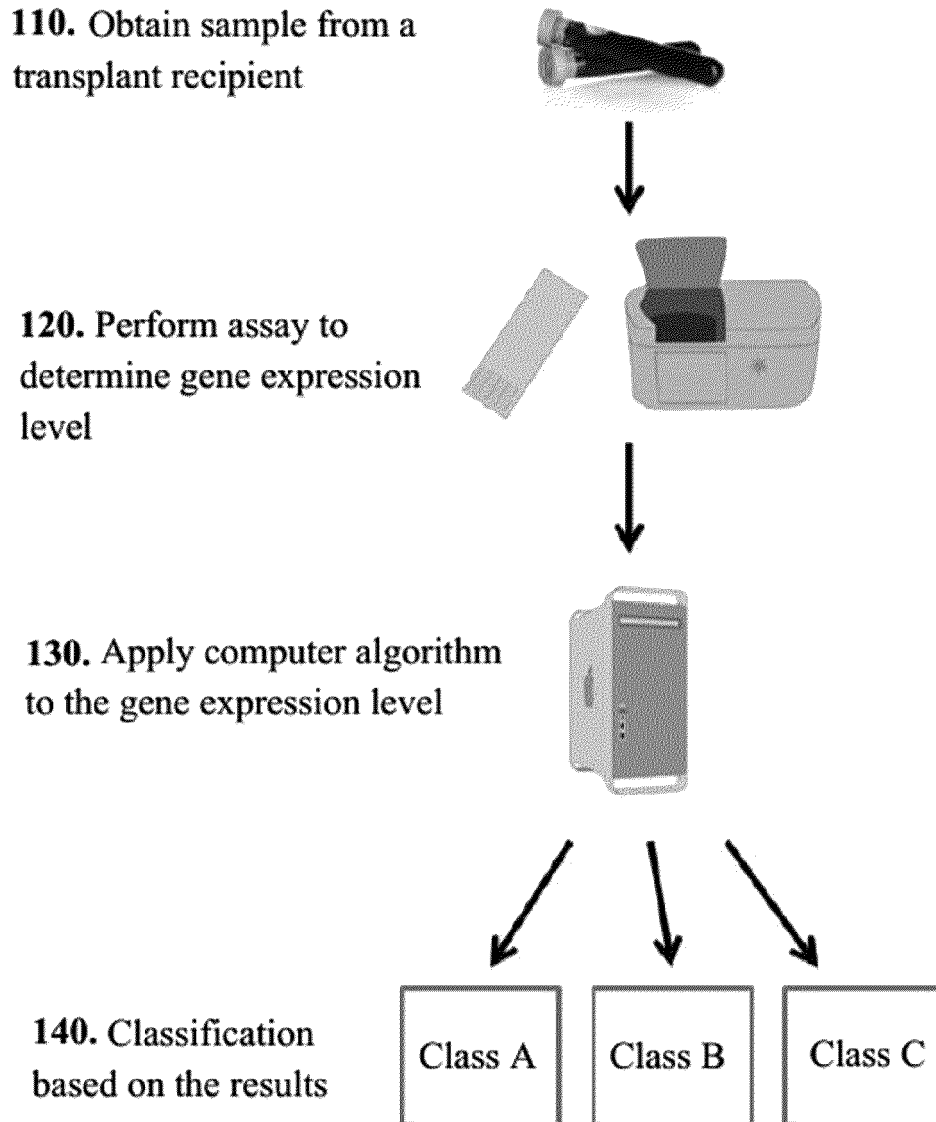 110. Obtain sample from a
transplant recipient
120. Perform assay to
determine gene expression
level
130. Apply computer algorithm
to the gene expression level
140. Classification
based on the results
Class A
Class B
Class C